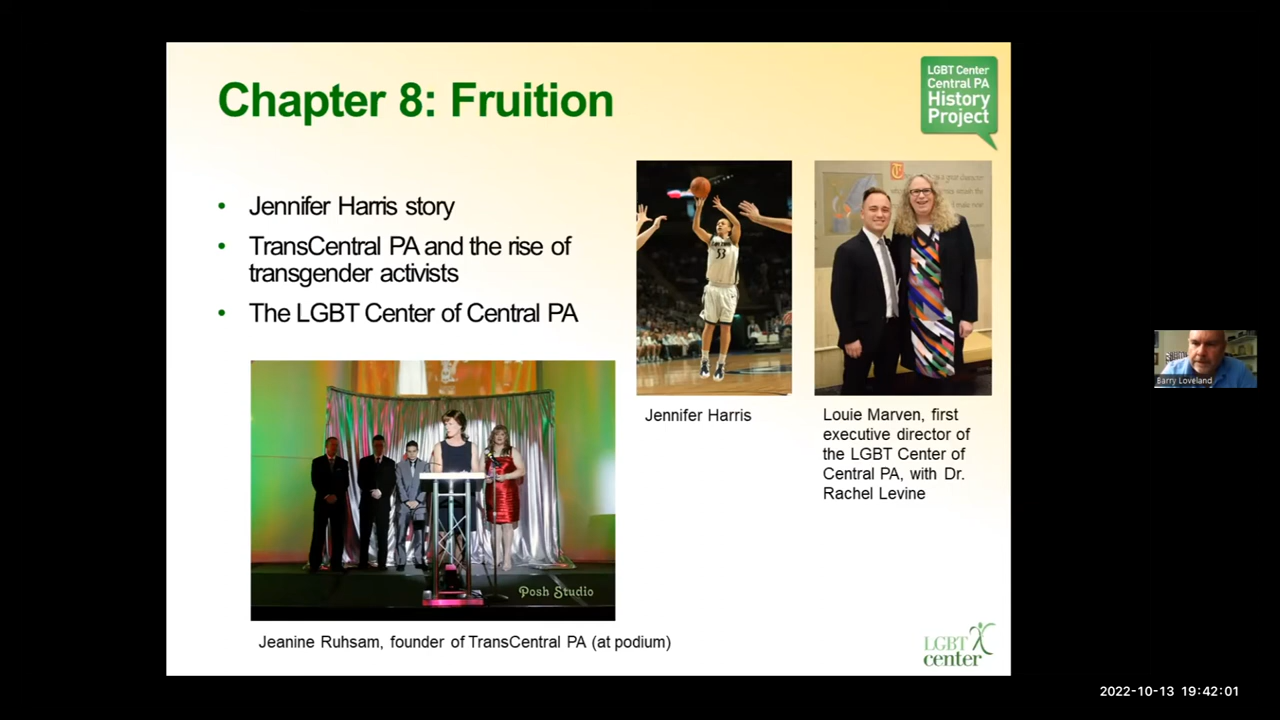 Chapter 8: Fruition
LGBT Center
Central PA
History
Project
• Jennifer Harris story
• TransCentral PA and the rise of
transgender activists
• The LGBT Center of Central PA
53
Jennifer Harris
Louie Marven, first
executive director of
the LGBT Center of
Central PA, with Dr.
Rachel Levine
Posh Studio
Jeanine Ruhsam, founder of TransCentral PA (at podium)
LGBT
center
Barry Loveland
2022-10-13 19:42:01